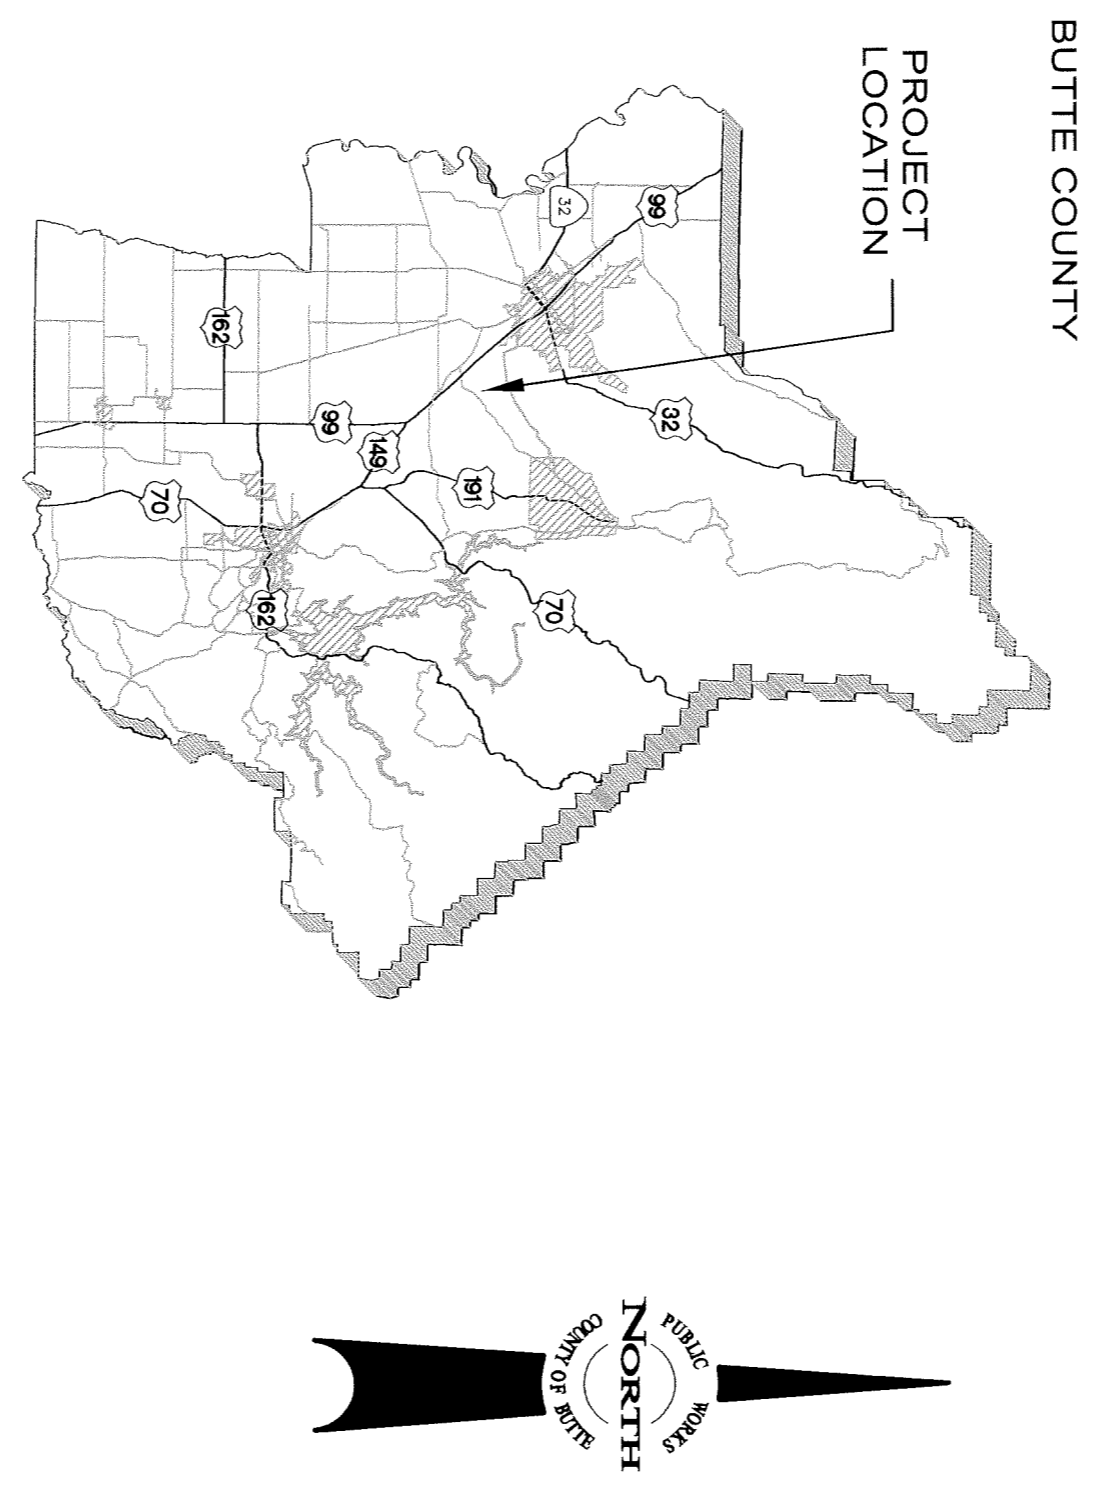 BUTTE COUNTY
PROJECT
LOCATION
99
32
32
162
99
149
191
70
70
162
PUBLIC WORKS
NORTH
COUNTY OF BUTTE